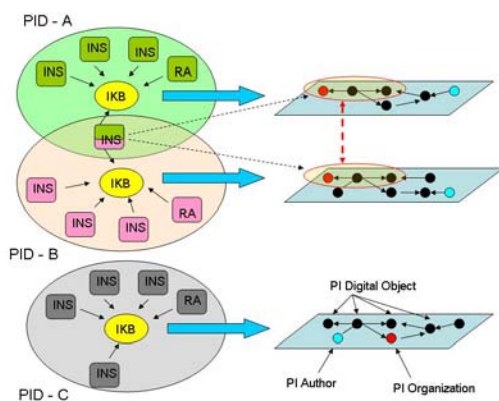 PID - A
INS
INS
INS
INS
RA
IKB
INS
IKB
INS
INS
INS
RA
PID - B
INS
INS
INS
RA
IKB
INS
PID - C
PI Digital Object
PI Author
PI Organization